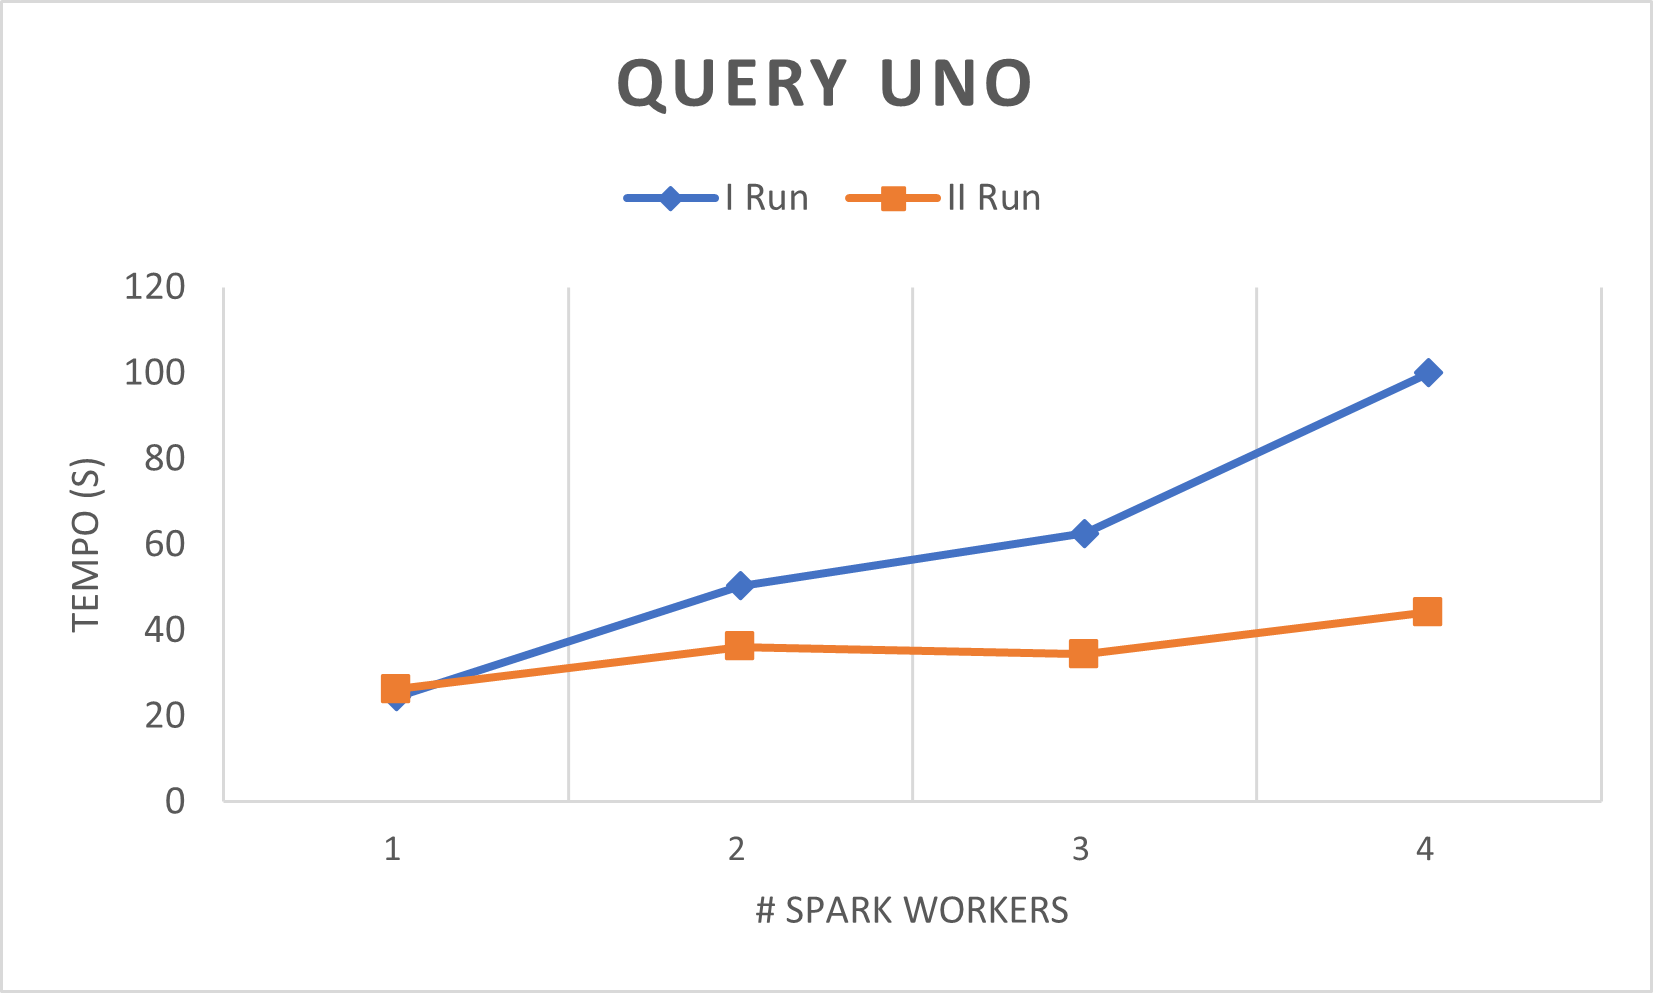 QUERY UNO
I Run II Run
120
100
80
60
40
20
0
TEMPO (S)
1 2 3 4
# SPARK WORKERS